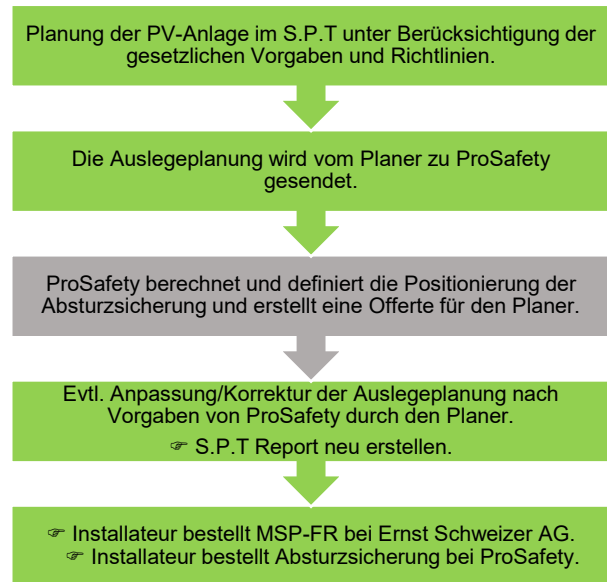 Planung der PV-Anlage im S.P.T unter Berücksichtigung der
gesetzlichen Vorgaben und Richtlinien.
Die Auslegeplanung wird vom Planer zu ProSafety
gesendet.
ProSafety berechnet und definiert die Positionierung der
Absturzsicherung und erstellt eine Offerte für den Planer.
Evtl. Anpassung/Korrektur der Auslegeplanung nach
Vorgaben von ProSafety durch den Planer.
☞ S.P.T Report neu erstellen.
☞ Installateur bestellt MSP-FR bei Ernst Schweizer AG.
☞ Installateur bestellt Absturzsicherung bei ProSafety.